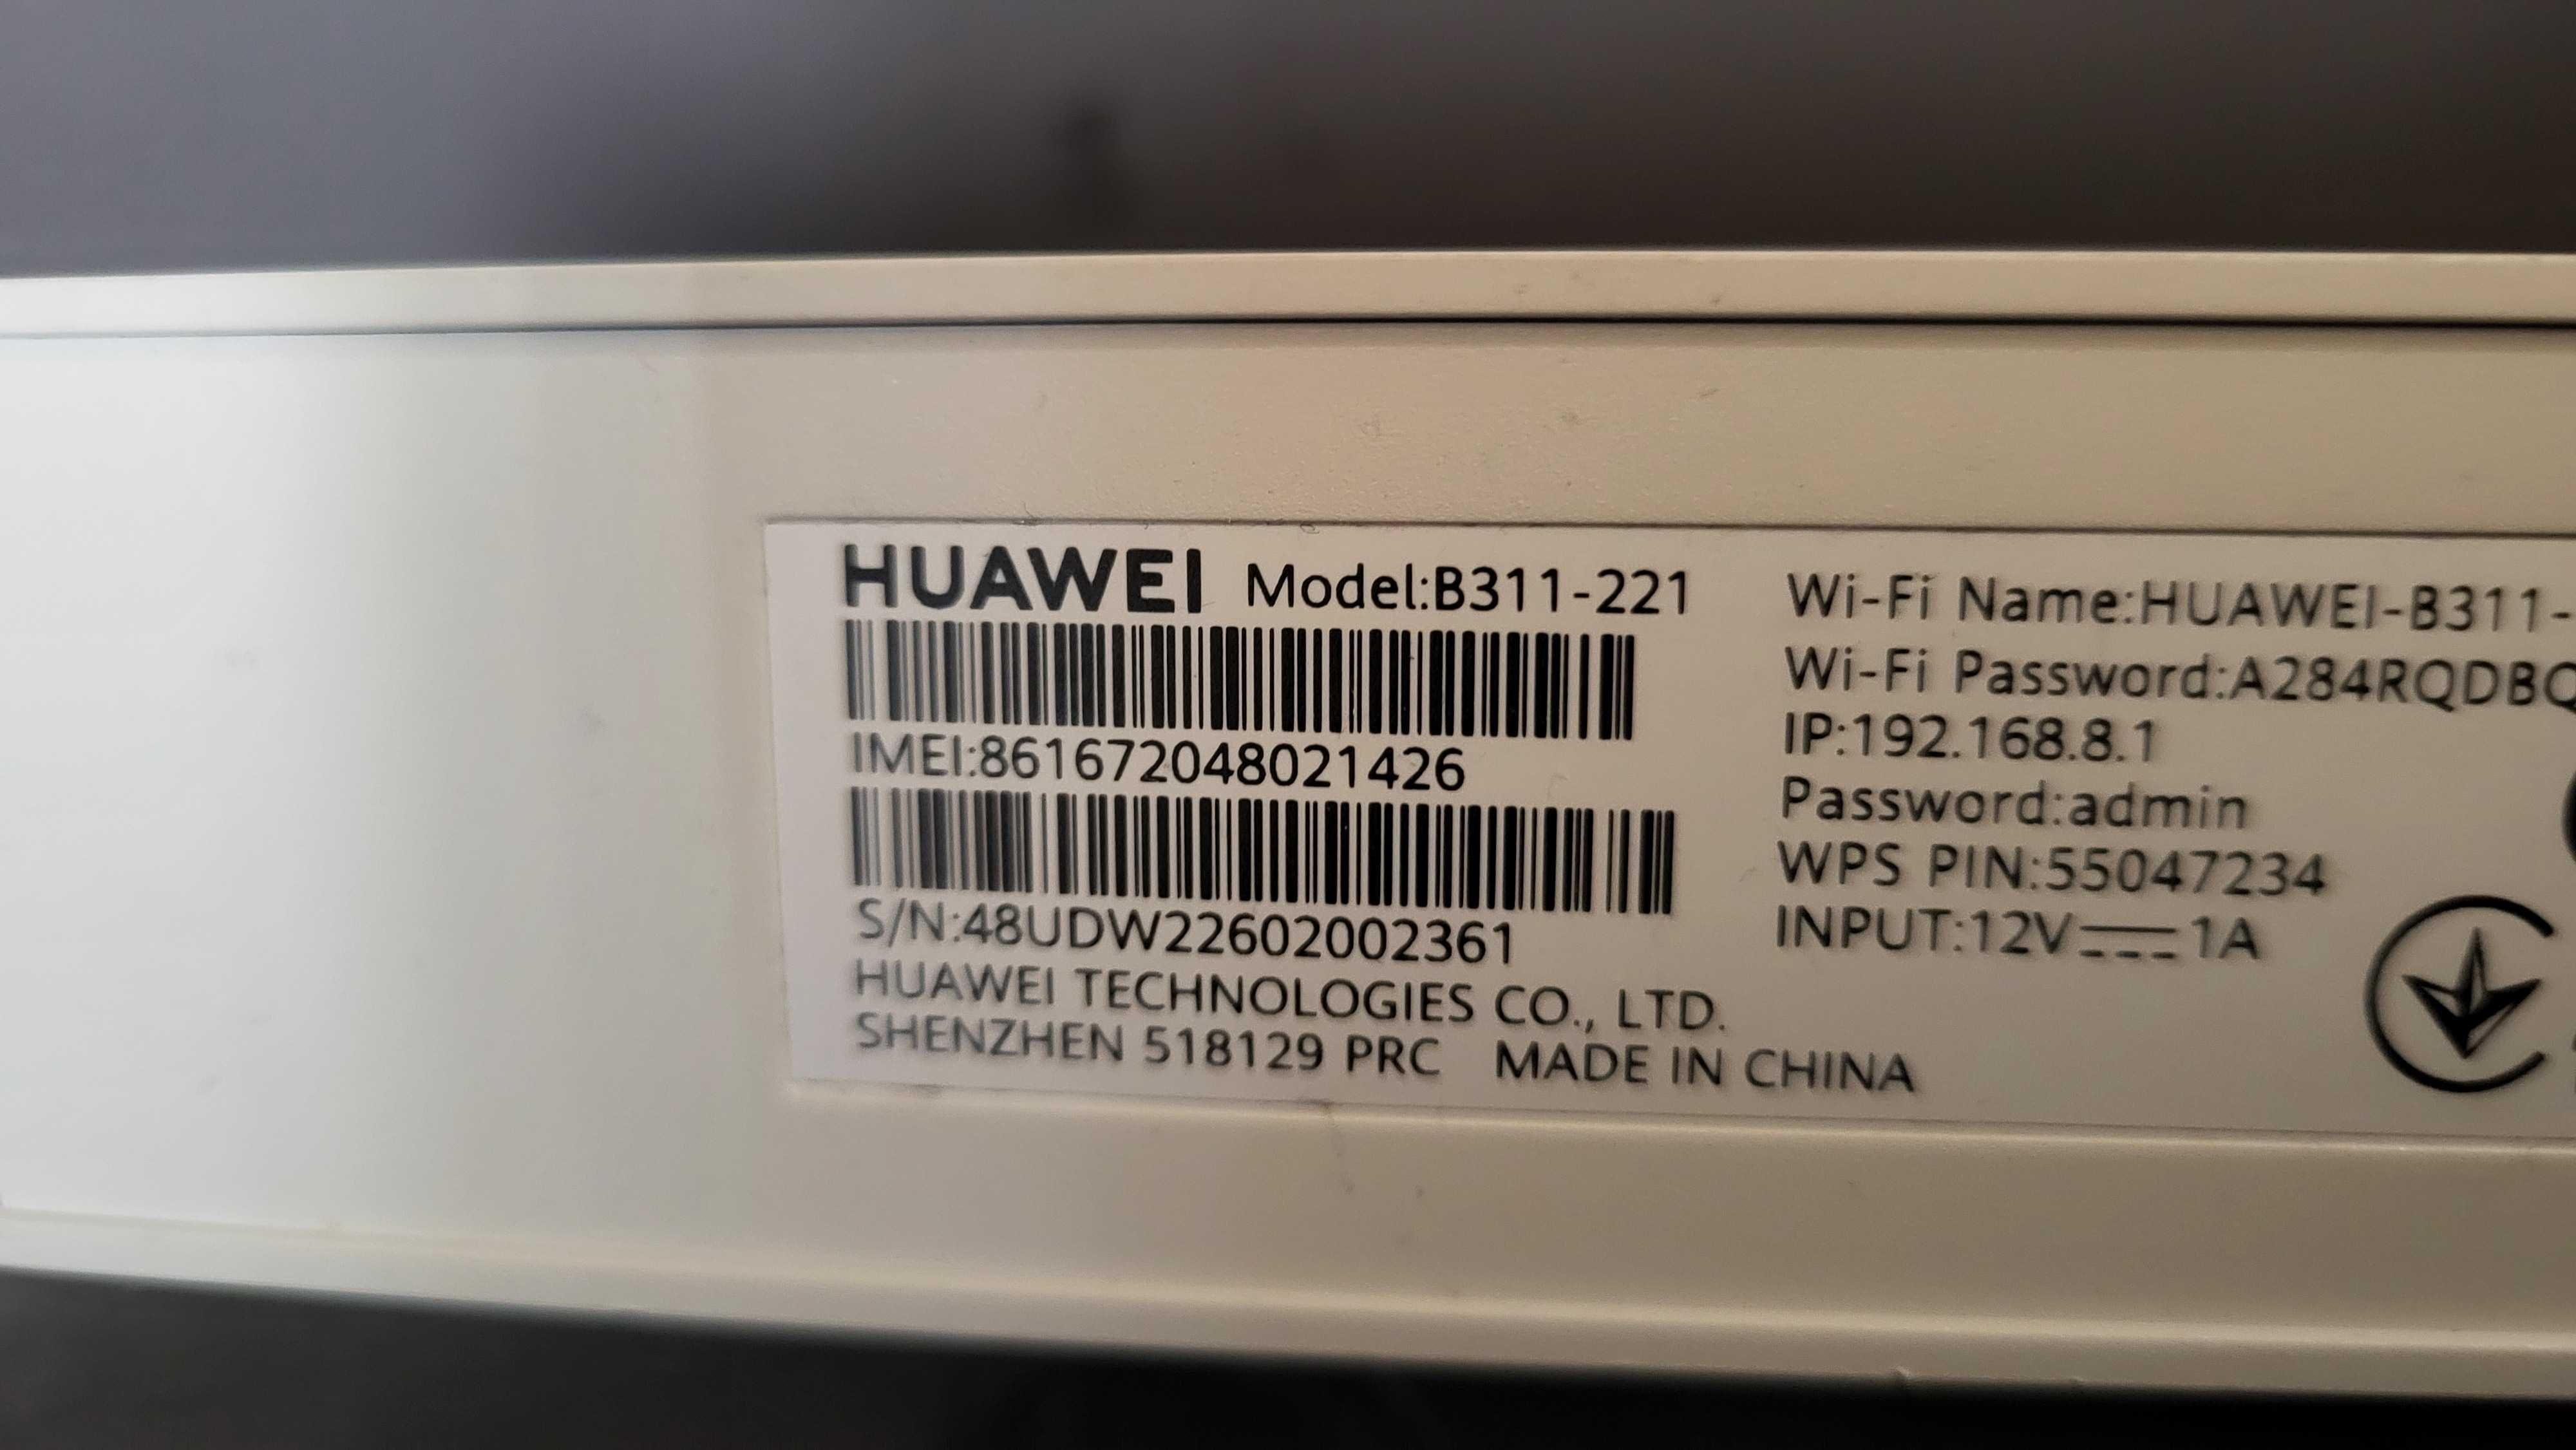 HUAWEI Model:B311-221
IMEI:861672048021426
S/N:48UDW22602002361
HUAWEI TECHNOLOGIES CO., LTD.
SHENZHEN 518129 PRC MADE IN CHINA
Wi-Fi Name:HUAWEI-B311-
Wi-Fi Password:A284RQDBQ
IP:192.168.8.1
Password:admin
WPS PIN:55047234
INPUT:12V⎓1A